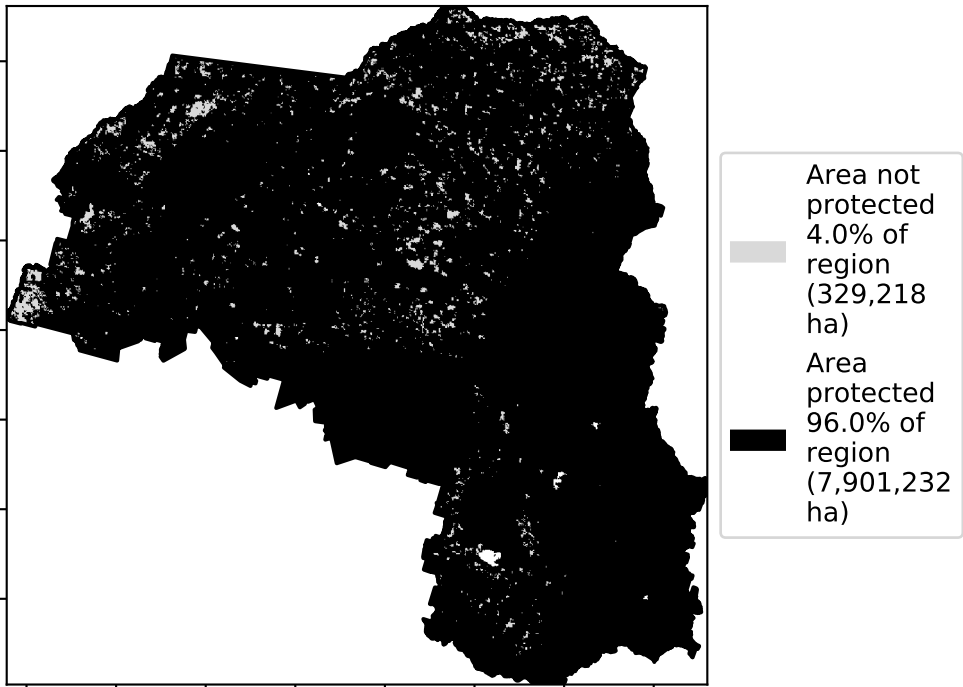 Area not
protected
4.0% of
region
(329,218
ha)
Area
protected
96.0% of
region
(7,901,232
ha)